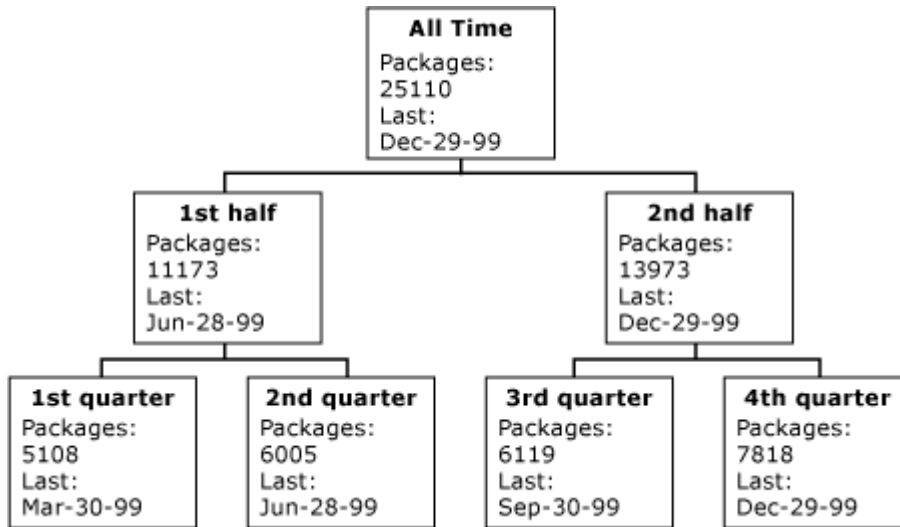 All Time
Packages:
25110
Last:
Dec-29-99
1st half
Packages:
11173
Last:
Jun-28-99
2nd half
Packages:
13973
Last:
Dec-29-99
1st quarter
Packages:
5108
Last:
Mar-30-99
2nd quarter
Packages:
6005
Last:
Jun-28-99
3rd quarter
Packages:
6119
Last:
Sep-30-99
4th quarter
Packages:
7818
Last:
Dec-29-99